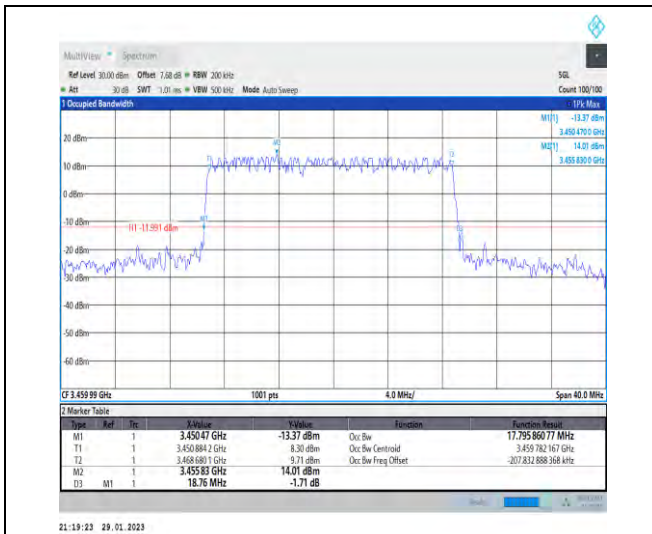 MultiView Spectrum
Ref Level 30.00 dBm Offset 7.68 dB RBW 200 kHz SGL
Att 30 dB SWT 1.01 ms VBW 500 kHz Mode Auto Sweep Count 100/100
1 Occupied Bandwidth 1Pk Max
M1[1] -13.37 dBm
3.450 4700 GHz
20 dBm M2[1] 14.01 dBm
3.455 8300 GHz
M2
T1
10 dBm
0 dBm
-10 dBm M1
H1 -11.991 dBm
-20 dBm
-30 dBm
-40 dBm
-50 dBm
-60 dBm
CF 3.459 99 GHz 1001 pts 4.0 MHz/ Span 40.0 MHz
2 Marker Table
Type Ref Trc X-Value Y-Value Function Function Result
M1 1 3.450 47 GHz -13.37 dBm Occ Bw 17.795 860 77 MHz
T1 1 3.450 884 2 GHz 8.30 dBm Occ Bw Centroid 3.459 782 167 GHz
T2 1 3.468 680 1 GHz 9.71 dBm Occ Bw Freq Offset -207.832 888 368 kHz
M2 1 3.455 83 GHz 14.01 dBm
D3 M1 1 18.76 MHz -1.71 dB
21:19:23 29.01.2023